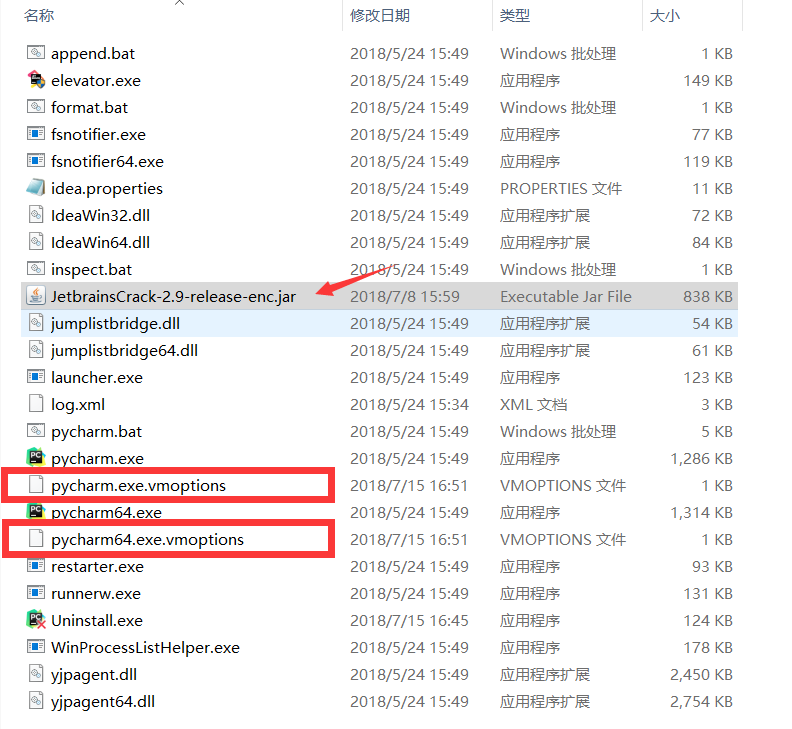 名称 修改日期 类型 大小
append.bat 2018/5/24 15:49 Windows 批处理 1 KB
elevator.exe 2018/5/24 15:49 应用程序 149 KB
format.bat 2018/5/24 15:49 Windows 批处理 1 KB
fsnotifier.exe 2018/5/24 15:49 应用程序 77 KB
fsnotifier64.exe 2018/5/24 15:49 应用程序 119 KB
idea.properties 2018/5/24 15:49 PROPERTIES 文件 11 KB
IdeaWin32.dll 2018/5/24 15:49 应用程序扩展 72 KB
IdeaWin64.dll 2018/5/24 15:49 应用程序扩展 84 KB
inspect.bat 2018/5/24 15:49 Windows 批处理 1 KB
JetbrainsCrack-2.9-release-enc.jar 2018/7/8 15:59 Executable Jar File 838 KB
jumplistbridge.dll 2018/5/24 15:49 应用程序扩展 54 KB
jumplistbridge64.dll 2018/5/24 15:49 应用程序扩展 61 KB
launcher.exe 2018/5/24 15:49 应用程序 123 KB
log.xml 2018/5/24 15:34 XML 文档 3 KB
pycharm.bat 2018/5/24 15:49 Windows 批处理 5 KB
pycharm.exe 2018/5/24 15:49 应用程序 1,286 KB
pycharm.exe.vmoptions 2018/7/15 16:51 VMOPTIONS 文件 1 KB
pycharm64.exe 2018/5/24 15:49 应用程序 1,314 KB
pycharm64.exe.vmoptions 2018/7/15 16:51 VMOPTIONS 文件 1 KB
restarter.exe 2018/5/24 15:49 应用程序 93 KB
runnerw.exe 2018/5/24 15:49 应用程序 131 KB
Uninstall.exe 2018/7/15 16:45 应用程序 124 KB
WinProcessListHelper.exe 2018/5/24 15:49 应用程序 178 KB
yjpagent.dll 2018/5/24 15:49 应用程序扩展 2,450 KB
yjpagent64.dll 2018/5/24 15:49 应用程序扩展 2,754 KB